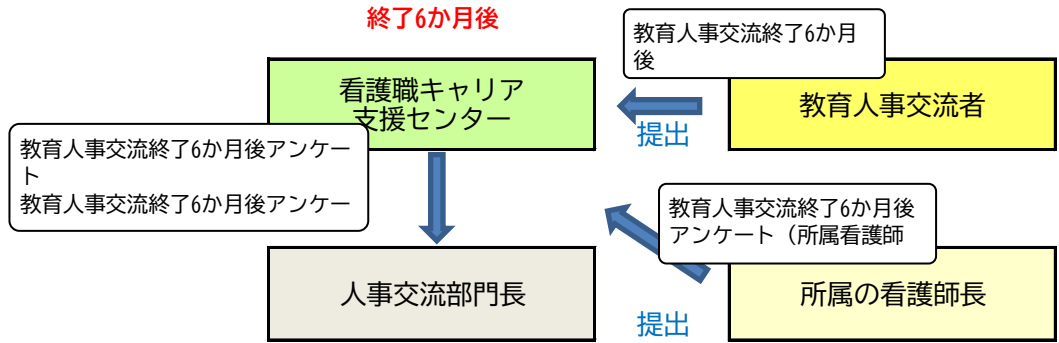 終了6か月後
教育人事交流終了6か月
後
看護職キャリア
支援センター
教育人事交流者
提出
教育人事交流終了6か月後アンケー
ト
教育人事交流終了6か月後アンケー
教育人事交流終了6か月後
アンケート（所属看護師
人事交流部門長
所属の看護師長
提出